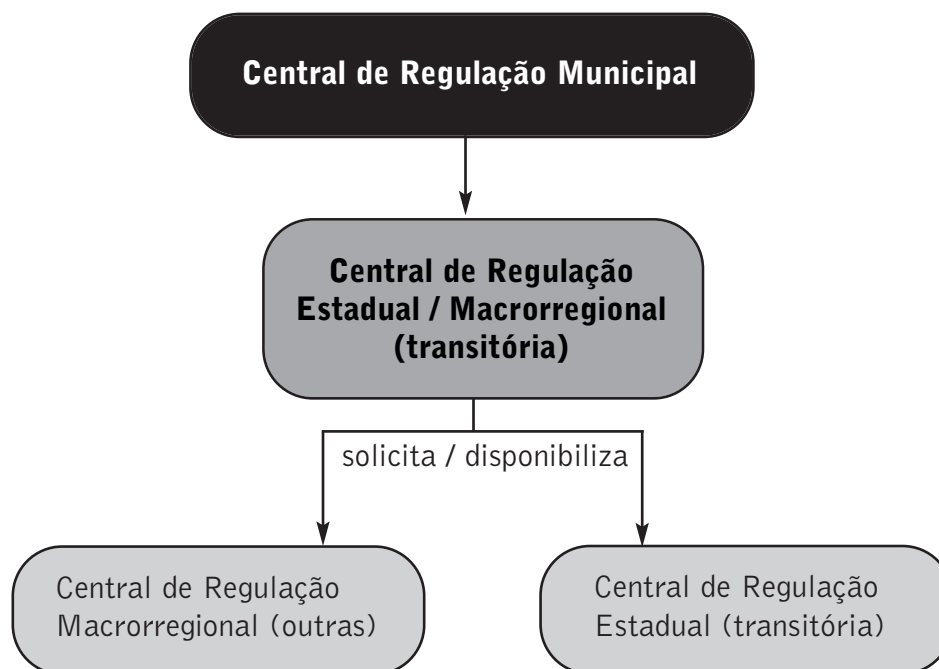 Central de Regulação Municipal
Central de Regulação
Estadual / Macrorregional
(transitória)
solicita / disponibiliza
Central de Regulação
Macrorregional (outras)
Central de Regulação
Estadual (transitória)